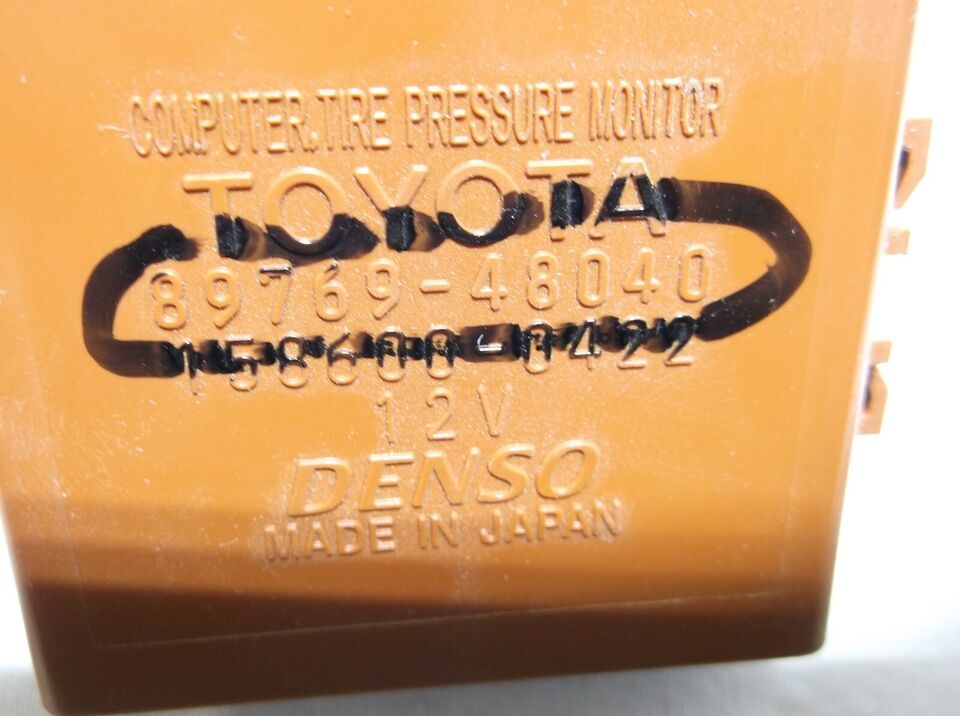 COMPUTER.TIRE PRESSURE MONITOR
TOYOTA
89769-48040
158600-0422
12V
DENSO
MADE IN JAPAN